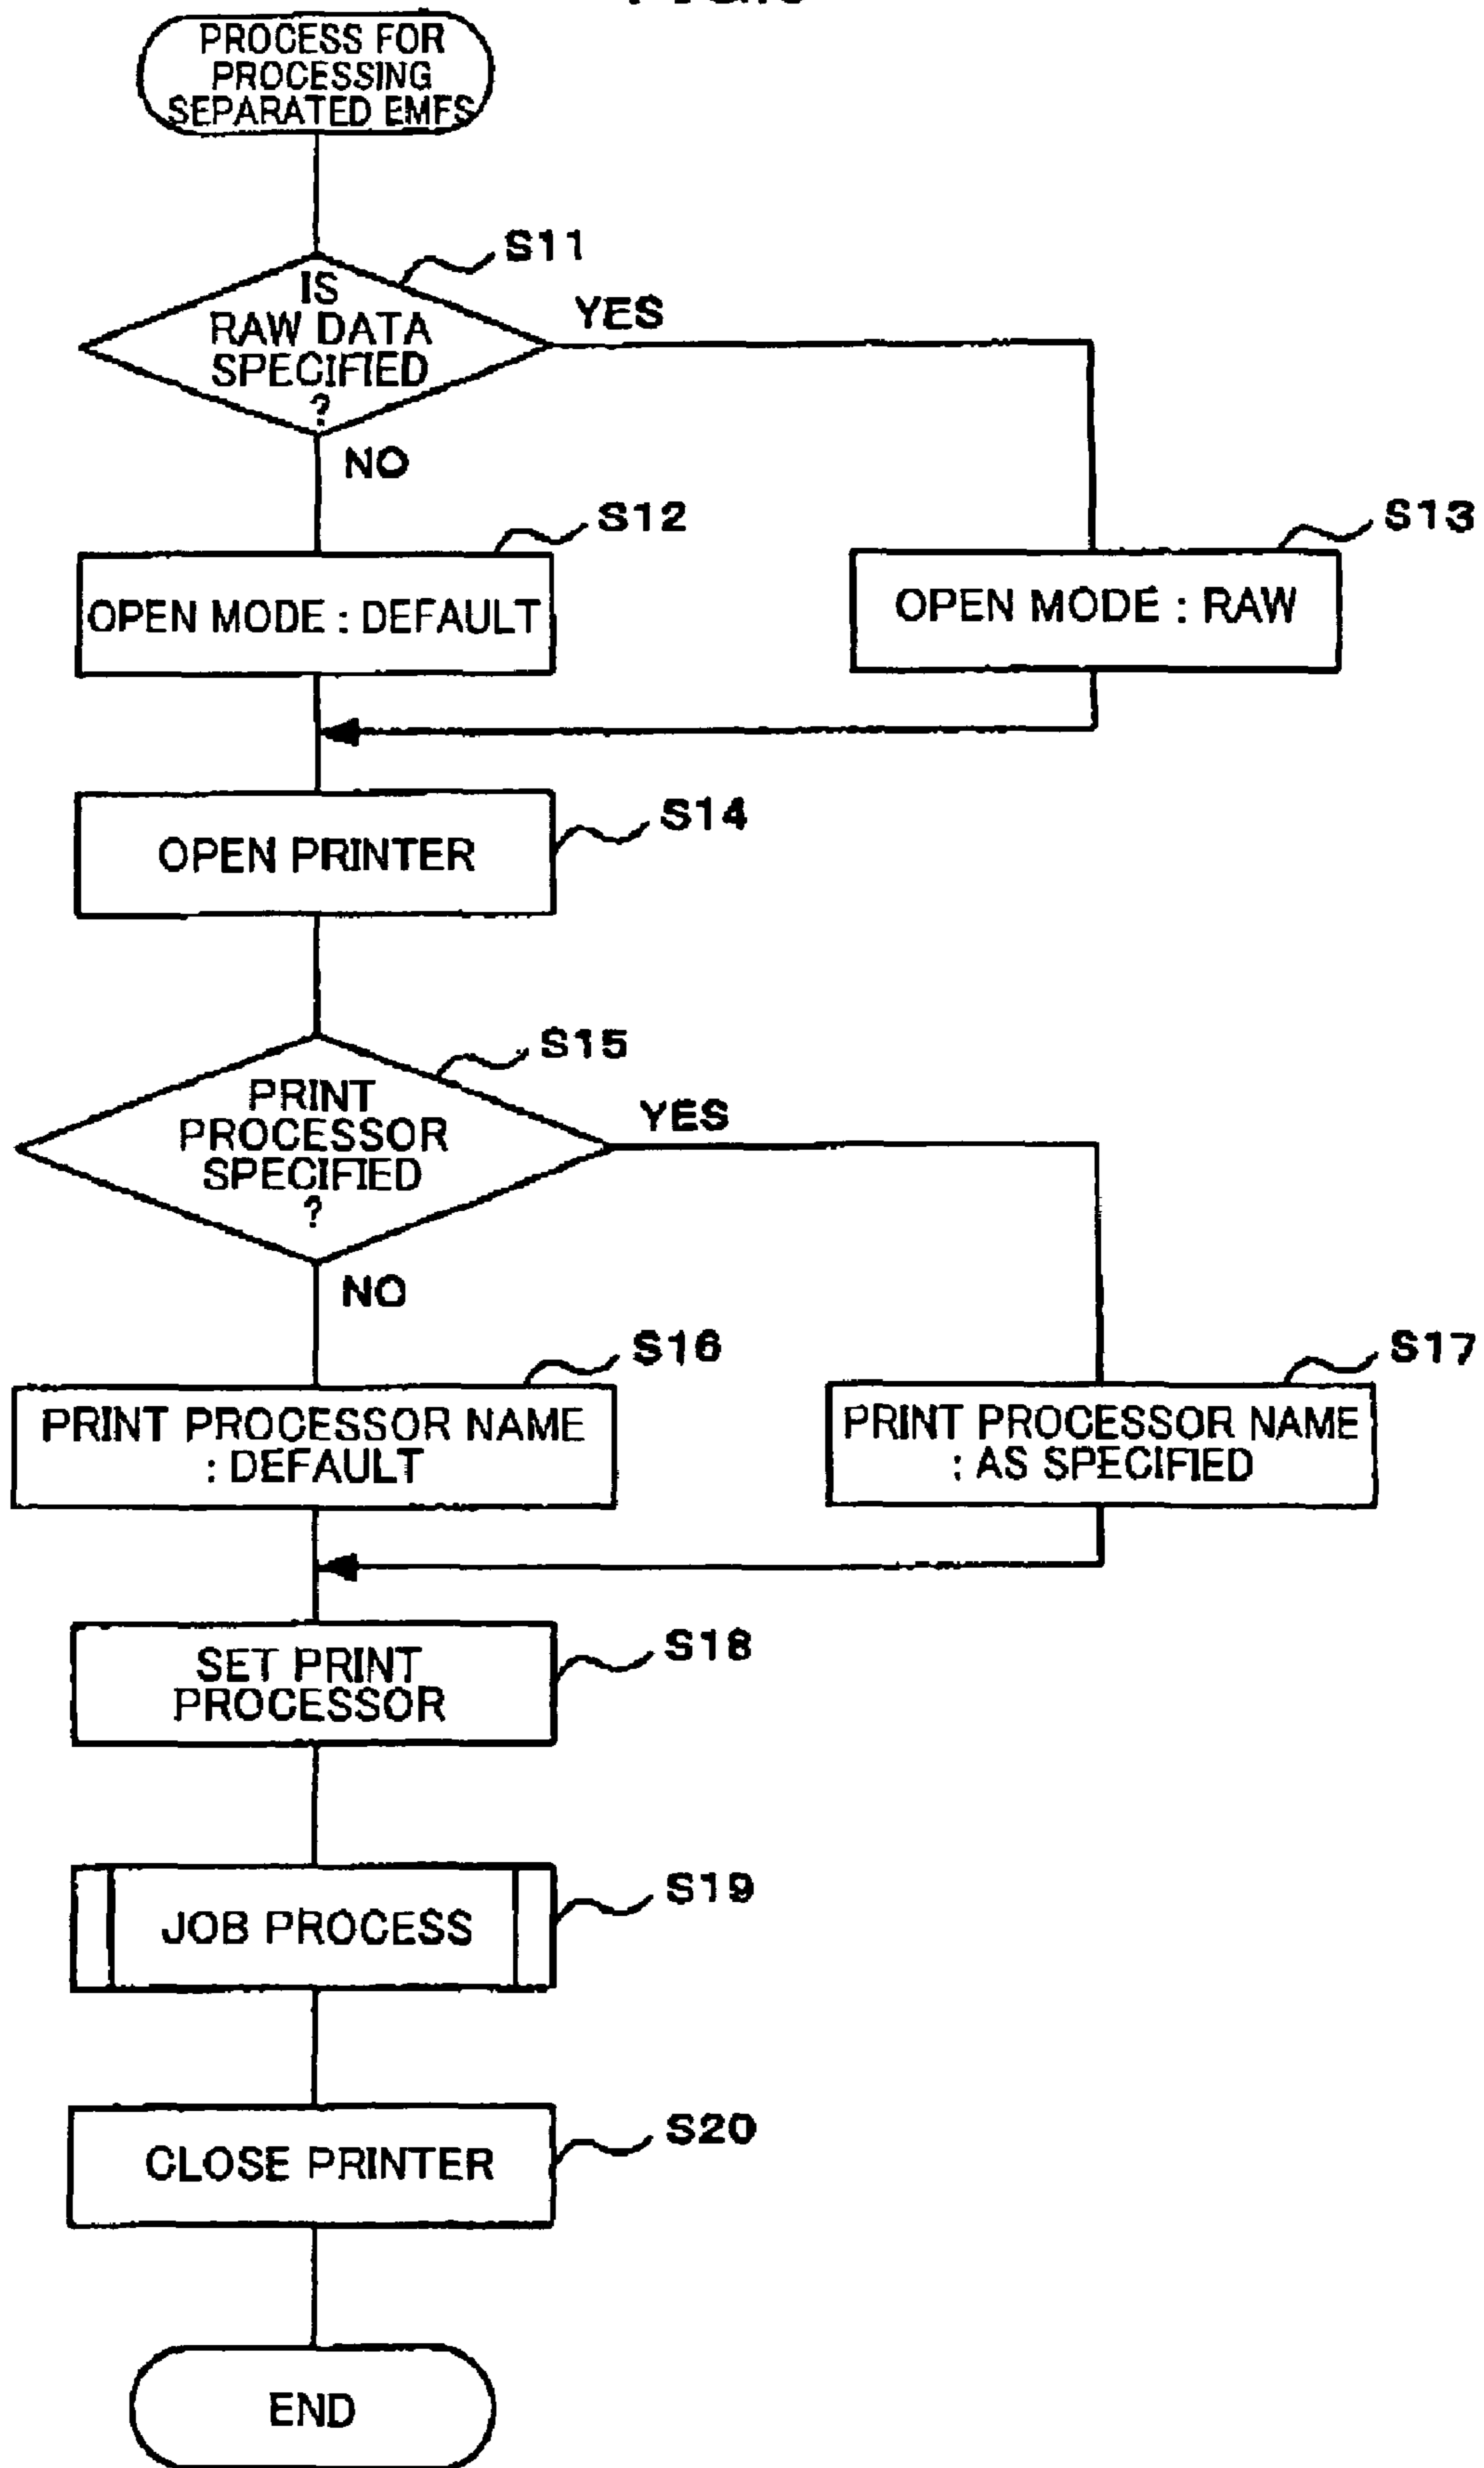 PROCESS FOR
PROCESSING
SEPARATED EMFS
S11
IS
RAW DATA
SPECIFIED
?
YES
NO
S12
S13
OPEN MODE : DEFAULT
OPEN MODE : RAW
S14
OPEN PRINTER
S15
PRINT
PROCESSOR
SPECIFIED
?
YES
NO
S16
S17
PRINT PROCESSOR NAME
: DEFAULT
PRINT PROCESSOR NAME
: AS SPECIFIED
S18
SET PRINT
PROCESSOR
S19
JOB PROCESS
S20
CLOSE PRINTER
END